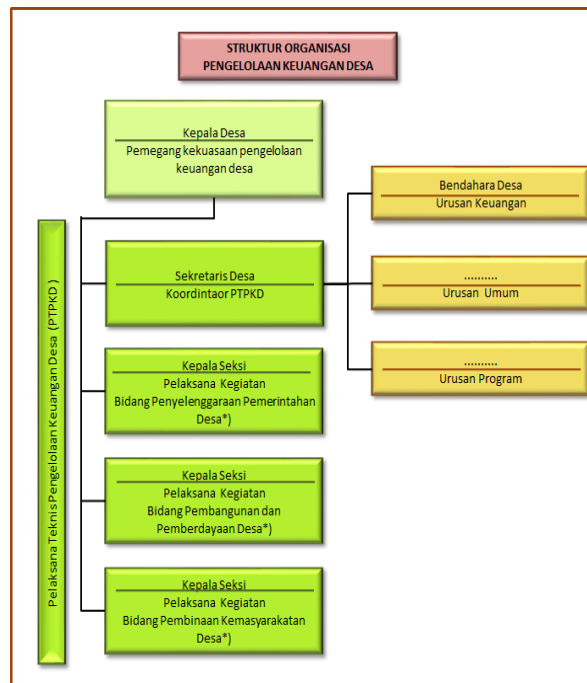 STRUKTUR ORGANISASI
PENGELOLAAN KEUANGAN DESA
Kepala Desa
Pemegang kekuasaan pengelolaan
keuangan desa
Bendahara Desa
Urusan Keuangan
Pelaksana Teknis Pengelolaan Keuangan Desa (PTPKD )
Sekretaris Desa
Koordintaor PTPKD
..........
Urusan Umum
..........
Urusan Program
Kepala Seksi
Pelaksana Kegiatan
Bidang Penyelenggaraan Pemerintahan
Desa*)
Kepala Seksi
Pelaksana Kegiatan
Bidang Pembangunan dan
Pemberdayaan Desa*)
Kepala Seksi
Pelaksana Kegiatan
Bidang Pembinaan Kemasyarakatan
Desa*)